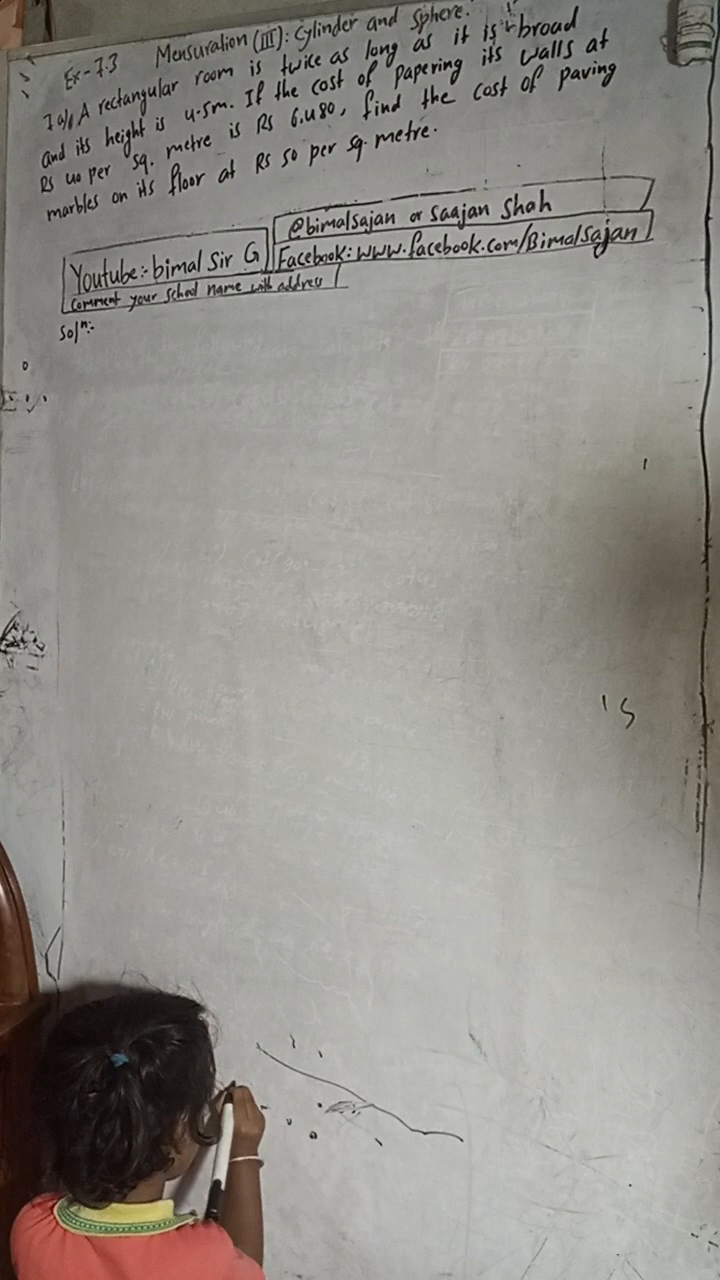 Ex-7.3 Mensuration (III): Cylinder and Sphere.
7a) A rectangular room is twice as long as it is broad
and its height is 4.5m. If the cost of papering its walls at
Rs 40 per sq. metre is Rs 6,480, find the cost of paving
marbles on its floor at Rs 50 per sq. metre.
@bimalsajan or Saajan Shah
Youtube:- bimal Sir G
Facebook: www.facebook.com/BimalSajan
Comment your school name with address
Solⁿ:-